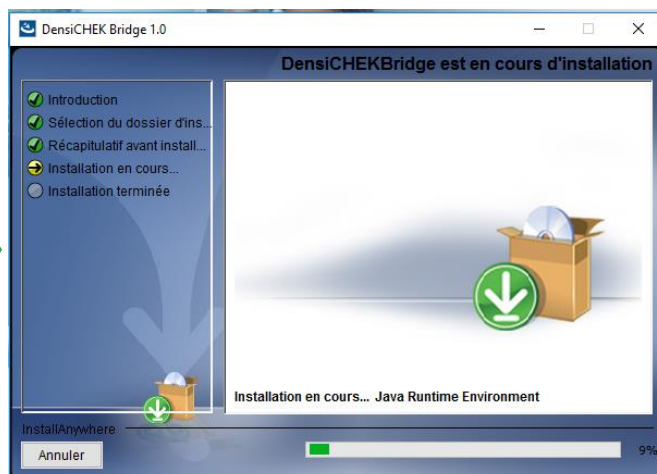 DensiCHEK Bridge 1.0
DensiCHEKBridge est en cours d'installation
Introduction
Sélection du dossier d'ins...
Récapitulatif avant install...
Installation en cours...
Installation terminée
Installation en cours... Java Runtime Environment
InstallAnywhere
Annuler
9%